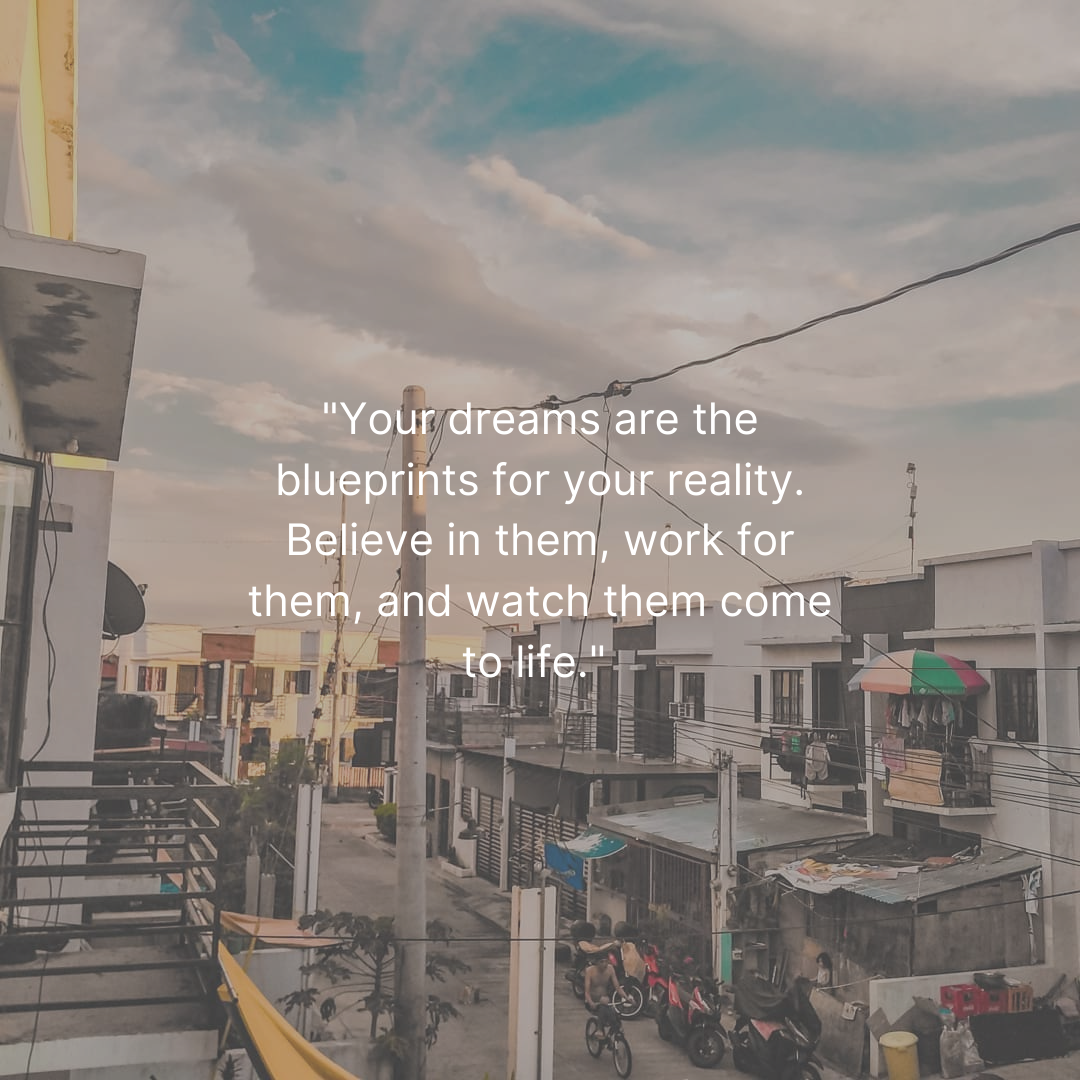 "Your dreams are the
blueprints for your reality.
Believe in them, work for
them, and watch them come
to life."